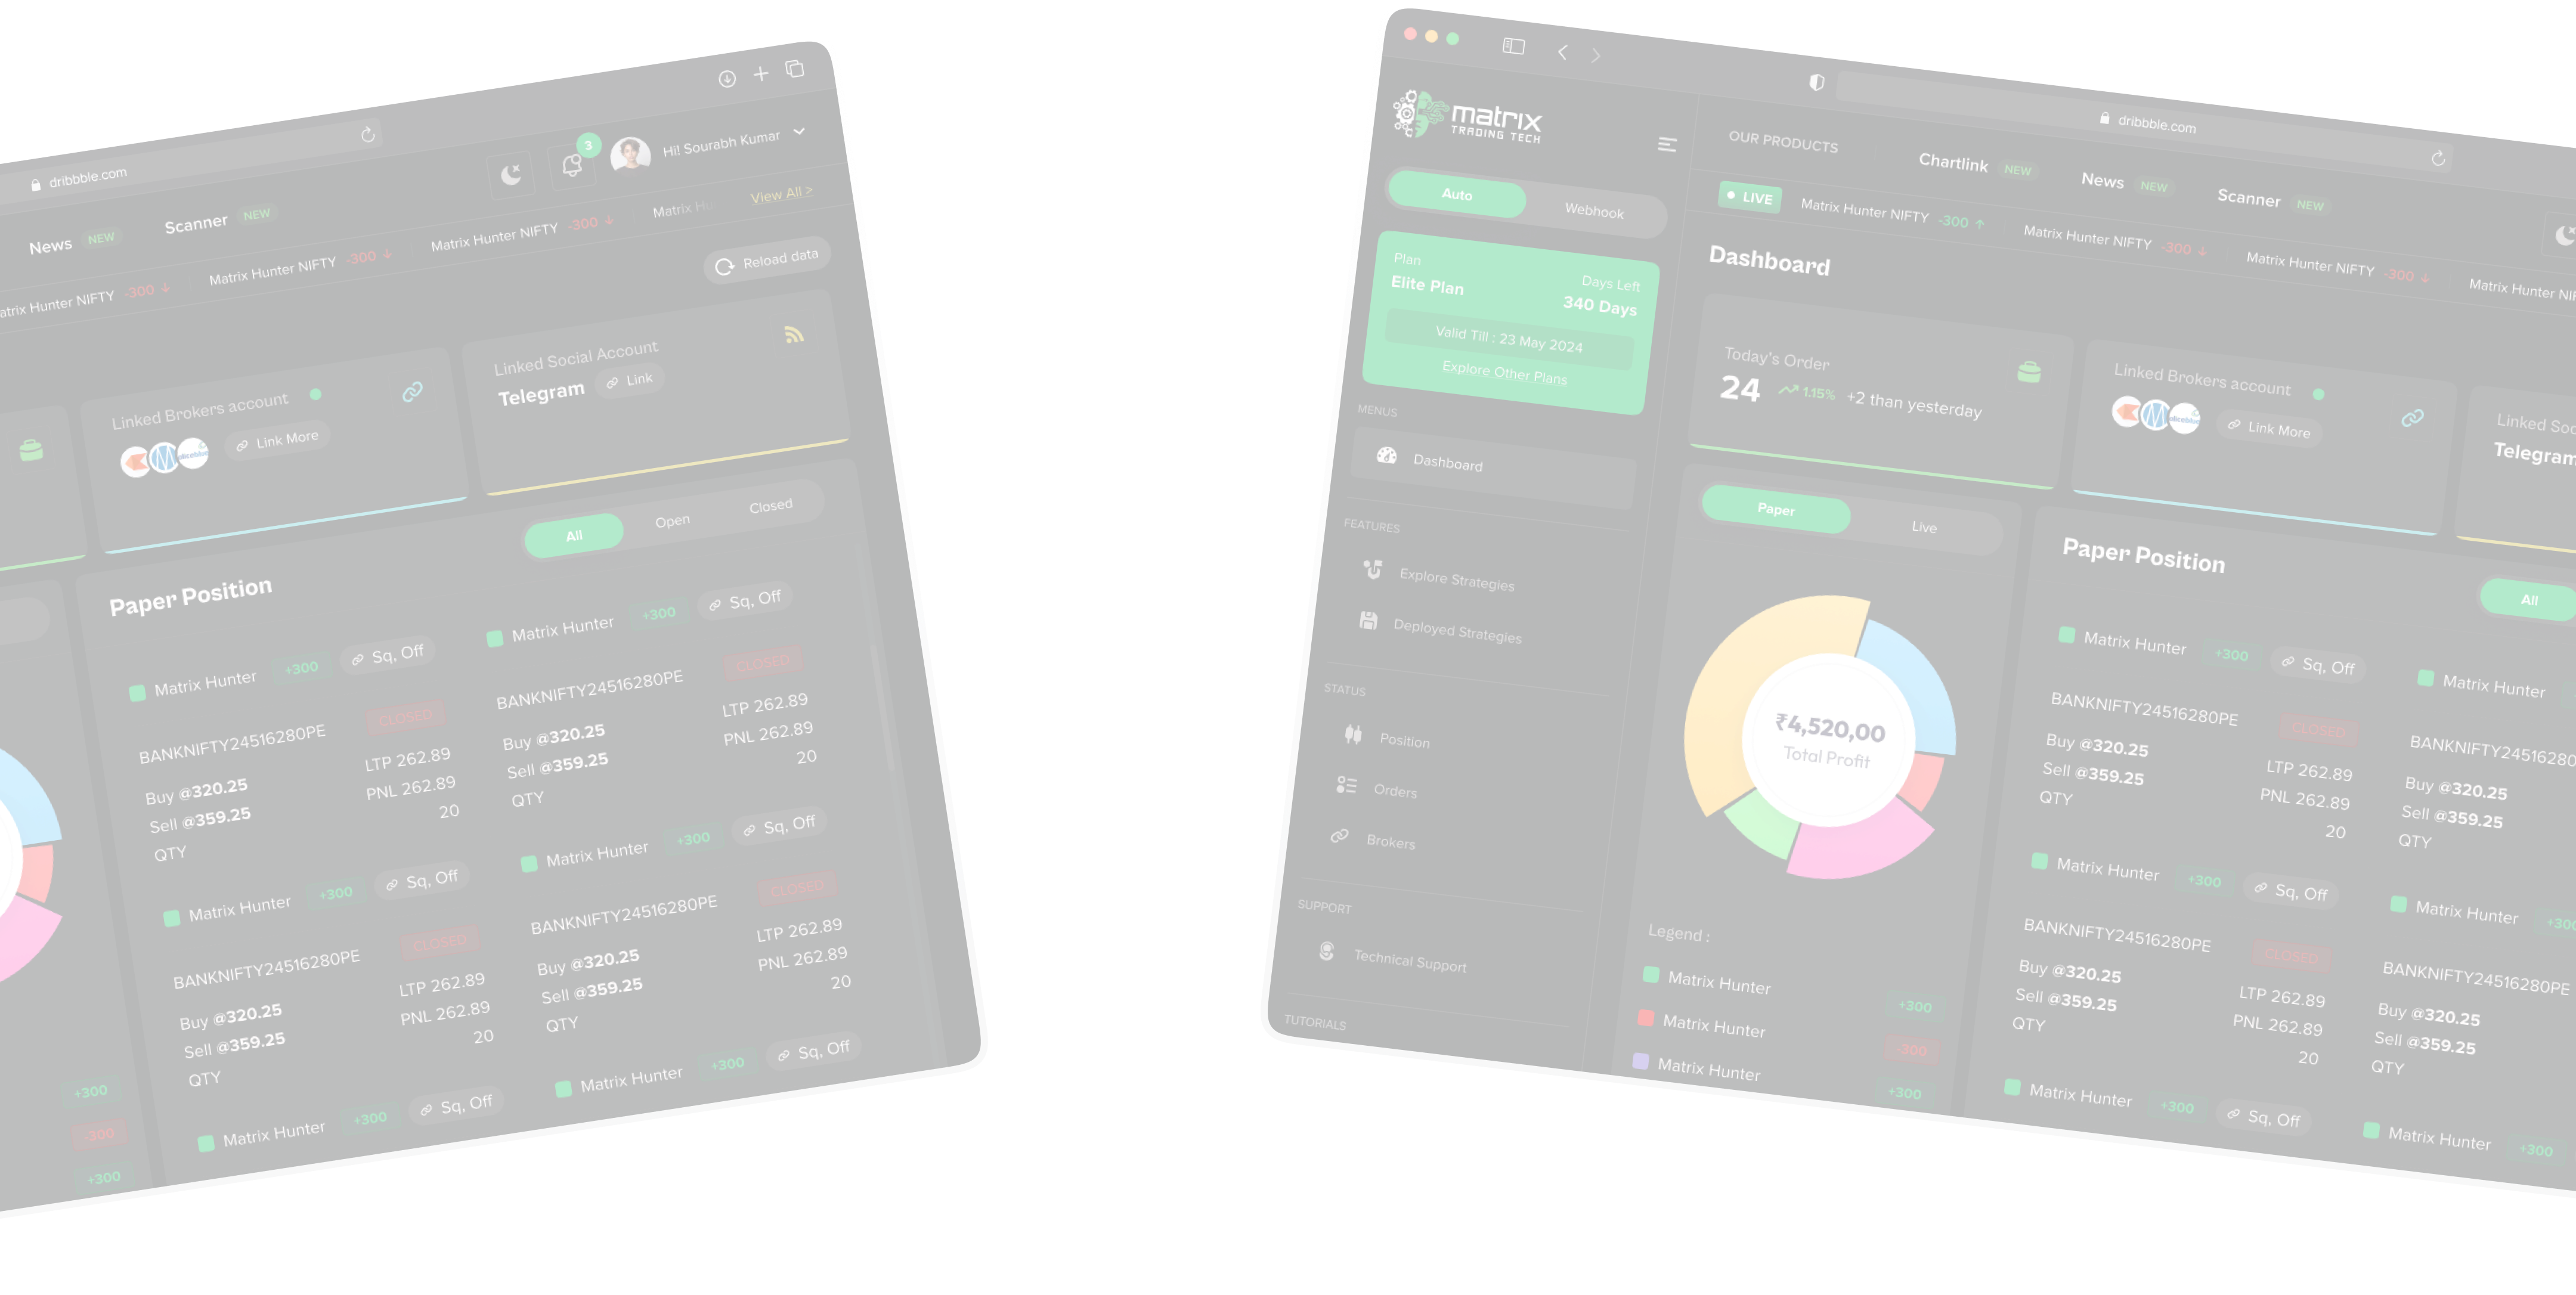 dribbble.com
3
Hi! Sourabh Kumar
News NEW Scanner NEW
Matrix Hunter NIFTY -300 Matrix Hunter NIFTY -300 View All >
Hunter NIFTY -300
Reload data
Linked Brokers account
Link More
Linked Social Account
Telegram Link
All Open Closed
Paper Position
Matrix Hunter +300 Sq, Off
BANKNIFTY24516280PE CLOSED
Buy @320.25 LTP 262.89
Sell @359.25 PNL 262.89
QTY 20
Matrix Hunter +300 Sq, Off
BANKNIFTY24516280PE CLOSED
Buy @320.25 LTP 262.89
Sell @359.25 PNL 262.89
QTY 20
Matrix Hunter +300 Sq, Off
BANKNIFTY24516280PE CLOSED
Buy @320.25 LTP 262.89
Sell @359.25 PNL 262.89
QTY 20
Matrix Hunter +300 Sq, Off
BANKNIFTY24516280PE CLOSED
Buy @320.25 LTP 262.89
Sell @359.25 PNL 262.89
QTY 20
Matrix Hunter +300 Sq, Off
Matrix Hunter +300 Sq, Off
+300
-300
+300
dribbble.com
matrix
TRADING TECH
Auto Webhook
Plan Days Left
Elite Plan 340 Days
Valid Till : 23 May 2024
Explore Other Plans
MENUS
Dashboard
FEATURES
Explore Strategies
Deployed Strategies
STATUS
Position
Orders
Brokers
SUPPORT
Technical Support
TUTORIALS
OUR PRODUCTS Chartlink NEW News NEW Scanner NEW
LIVE Matrix Hunter NIFTY -300 Matrix Hunter NIFTY -300 Matrix Hunter NIFTY -300 Matrix Hunter
Dashboard
Today's Order
24 1.15% +2 than yesterday
Linked Brokers account
Link More
Linked
Telegram
Paper Live
₹4,520,00
Total Profit
Legend :
Matrix Hunter +300
Matrix Hunter -300
Matrix Hunter +300
Paper Position
All
Matrix Hunter +300 Sq, Off
BANKNIFTY24516280PE CLOSED
Buy @320.25 LTP 262.89
Sell @359.25 PNL 262.89
QTY 20
Matrix Hunter
BANKNIFTY2451628
Buy @320.25
Sell @359.25
QTY
Matrix Hunter +300 Sq, Off
BANKNIFTY24516280PE CLOSED
Buy @320.25 LTP 262.89
Sell @359.25 PNL 262.89
QTY 20
Matrix Hunter +300
BANKNIFTY24516280PE
Buy @320.25
Sell @359.25
QTY
Matrix Hunter +300 Sq, Off
Matrix Hunter +300